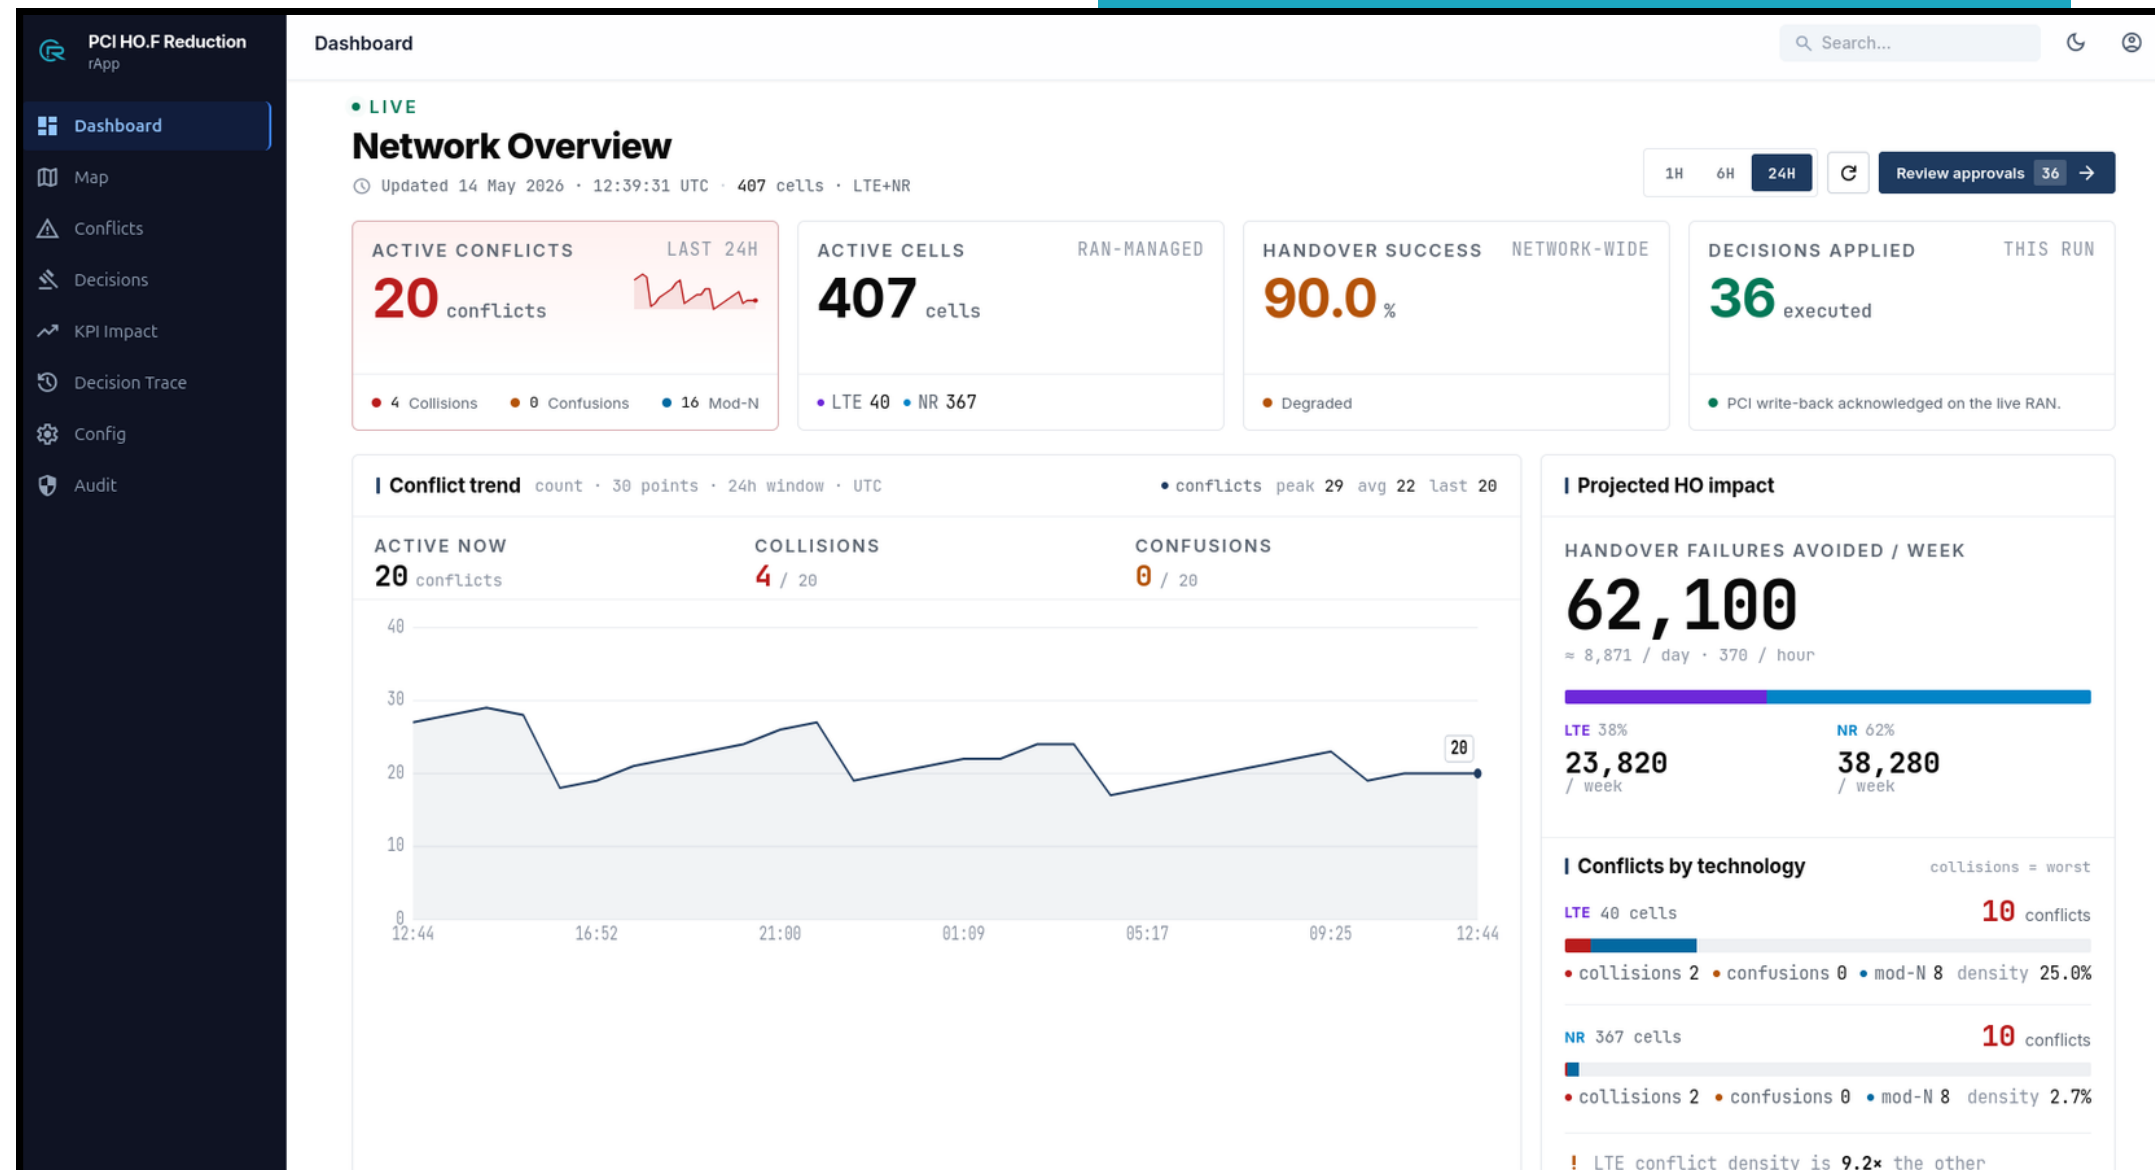 PCI HO.F Reduction
rApp
Dashboard
Map
Conflicts
Decisions
KPI Impact
Decision Trace
Config
Audit
Dashboard
Search...
LIVE
Network Overview
Updated 14 May 2026 · 12:39:31 UTC · 407 cells · LTE+NR
1H 6H 24H
Review approvals 36 →
ACTIVE CONFLICTS LAST 24H
20 conflicts
4 Collisions 0 Confusions 16 Mod-N
ACTIVE CELLS RAN-MANAGED
407 cells
LTE 40 NR 367
HANDOVER SUCCESS NETWORK-WIDE
90.0 %
Degraded
DECISIONS APPLIED THIS RUN
36 executed
PCI write-back acknowledged on the live RAN.
Conflict trend count · 30 points · 24h window · UTC
conflicts peak 29 avg 22 last 20
ACTIVE NOW
20 conflicts
COLLISIONS
4 / 20
CONFUSIONS
0 / 20
40
30
20
10
0
20
12:44 16:52 21:00 01:09 05:17 09:25 12:44
Projected HO impact
HANDOVER FAILURES AVOIDED / WEEK
62,100
≈ 8,871 / day · 370 / hour
LTE 38%
23,820
/ week
NR 62%
38,280
/ week
Conflicts by technology collisions = worst
LTE 40 cells 10 conflicts
collisions 2 confusions 0 mod-N 8 density 25.0%
NR 367 cells 10 conflicts
collisions 2 confusions 0 mod-N 8 density 2.7%
! LTE conflict density is 9.2× the other